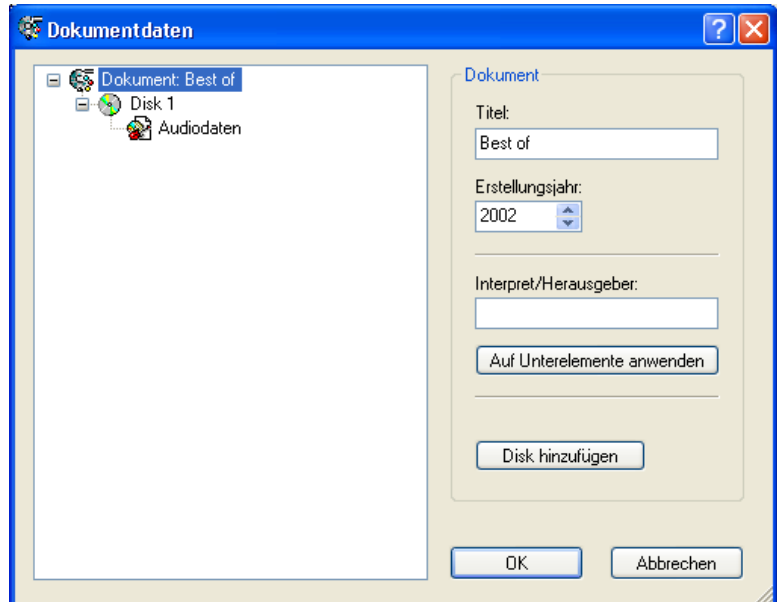 Dokumentdaten
Dokument: Best of
Disk 1
Audiodaten
Dokument
Titel:
Best of
Erstellungsjahr:
2002
Interpret/Herausgeber:
Auf Unterelemente anwenden
Disk hinzufügen
OK
Abbrechen